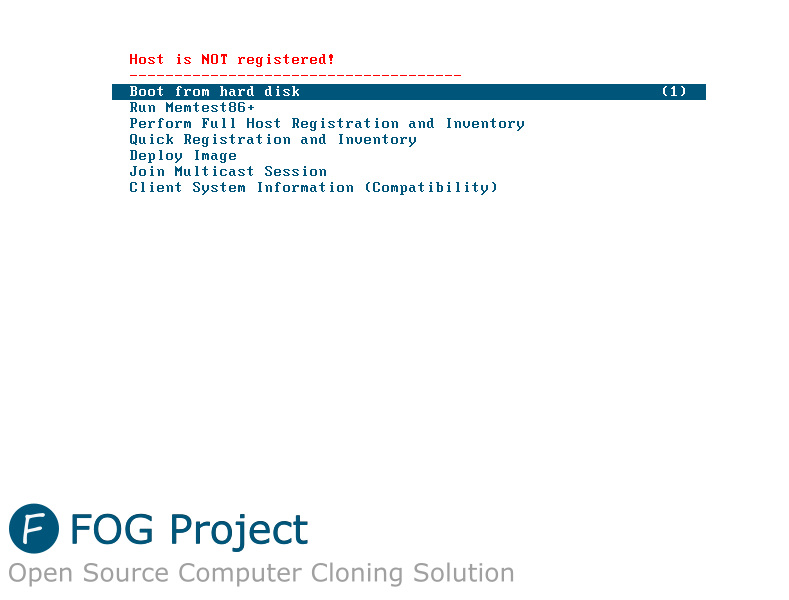 Host is NOT registered!
-------------------------------------
Boot from hard disk (1)
Run Memtest86+
Perform Full Host Registration and Inventory
Quick Registration and Inventory
Deploy Image
Join Multicast Session
Client System Information (Compatibility)
F FOG Project
Open Source Computer Cloning Solution